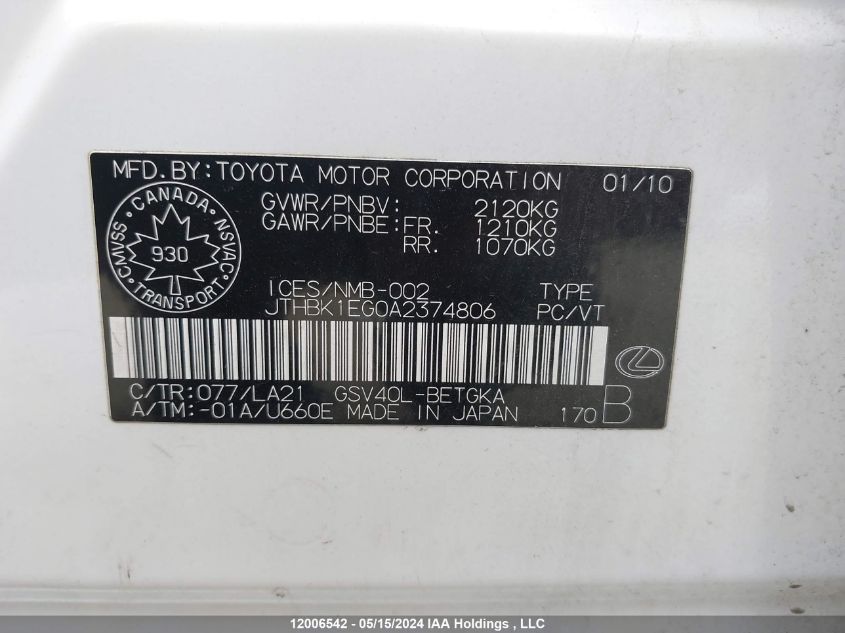 MFD.BY:TOYOTA MOTOR CORPORATION 01/10
GVWR/PNBV: 2120KG
GAWR/PNBE:FR. 1210KG
RR. 1070KG
CANADA
CMVSS 930 NSVAC
TRANSPORT
ICES/NMB-002 TYPE
JTHBK1EG0A2374806 PC/VT
C/TR:077/LA21 GSV40L-BETGKA
A/TM:-01A/U660E MADE IN JAPAN 170 B
12006542 - 05/15/2024 IAA Holdings , LLC